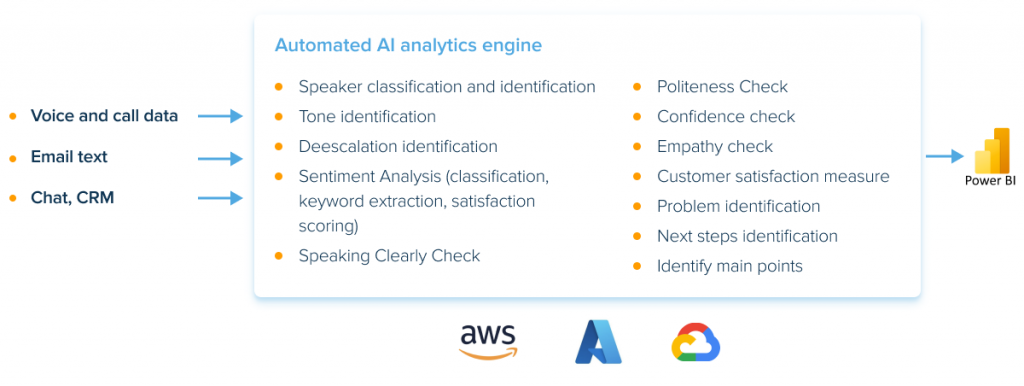 Automated AI analytics engine
Voice and call data
Email text
Chat, CRM
Speaker classification and identification
Tone identification
Deescalation identification
Sentiment Analysis (classification,
keyword extraction, satisfaction
scoring)
Speaking Clearly Check
Politeness Check
Confidence check
Empathy check
Customer satisfaction measure
Problem identification
Next steps identification
Identify main points
Power BI
aws